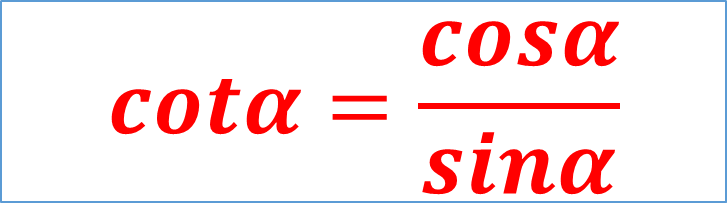 cotα = cosα / sinα